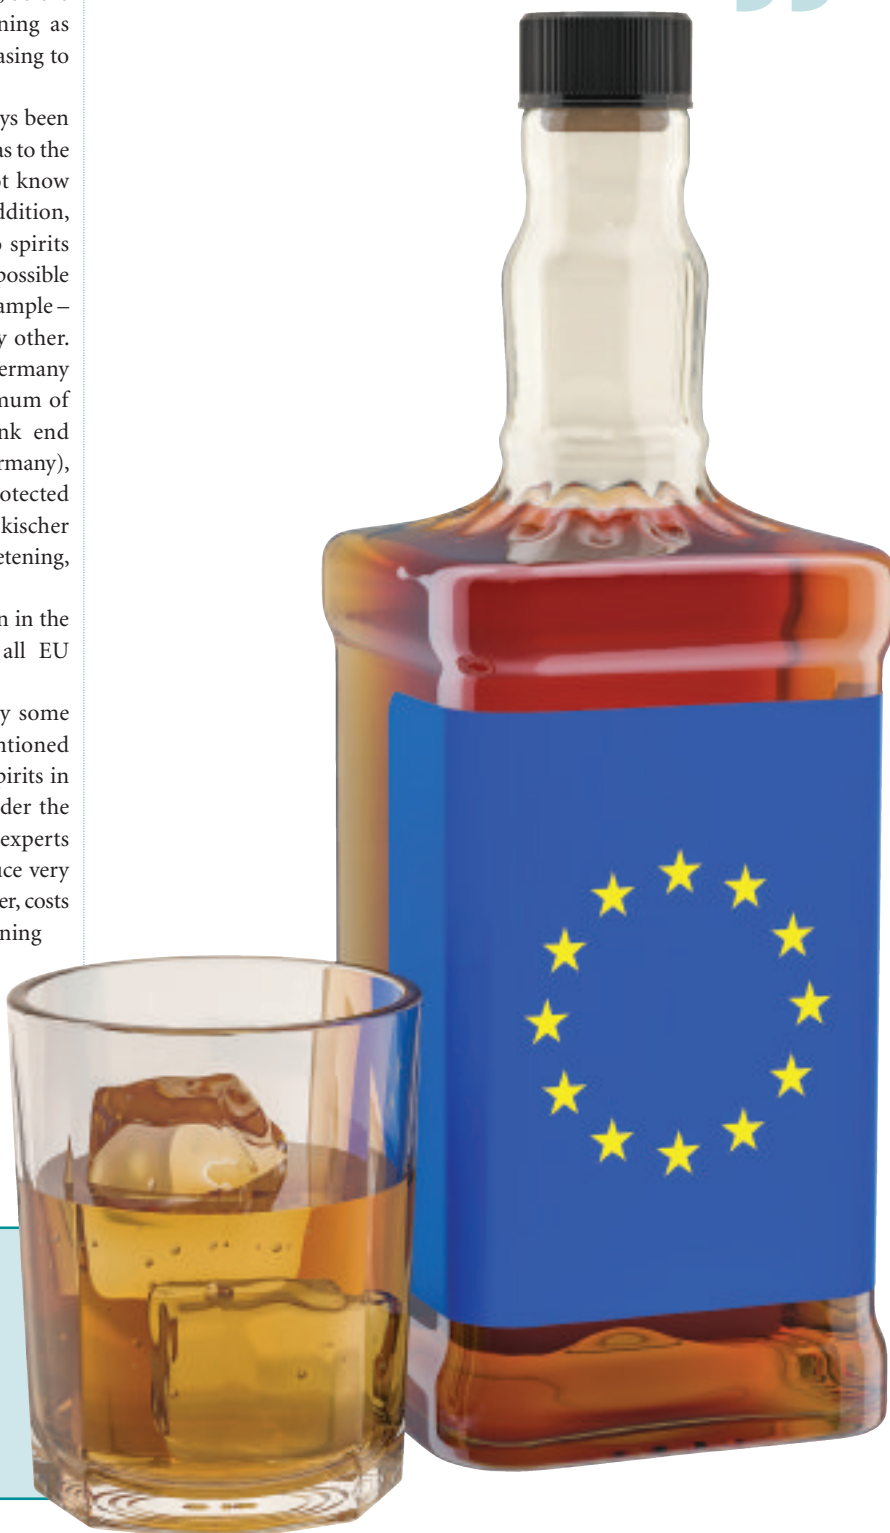 ning as
asing to
ys been
as to the
ot know
ddition,
spirits
possible
ample –
y other.
ermany
mum of
nk end
rmany),
otected
kischer
etening,
n in the
all EU
y some
ntioned
pirits in
der the
experts
uce very
er, costs
ning